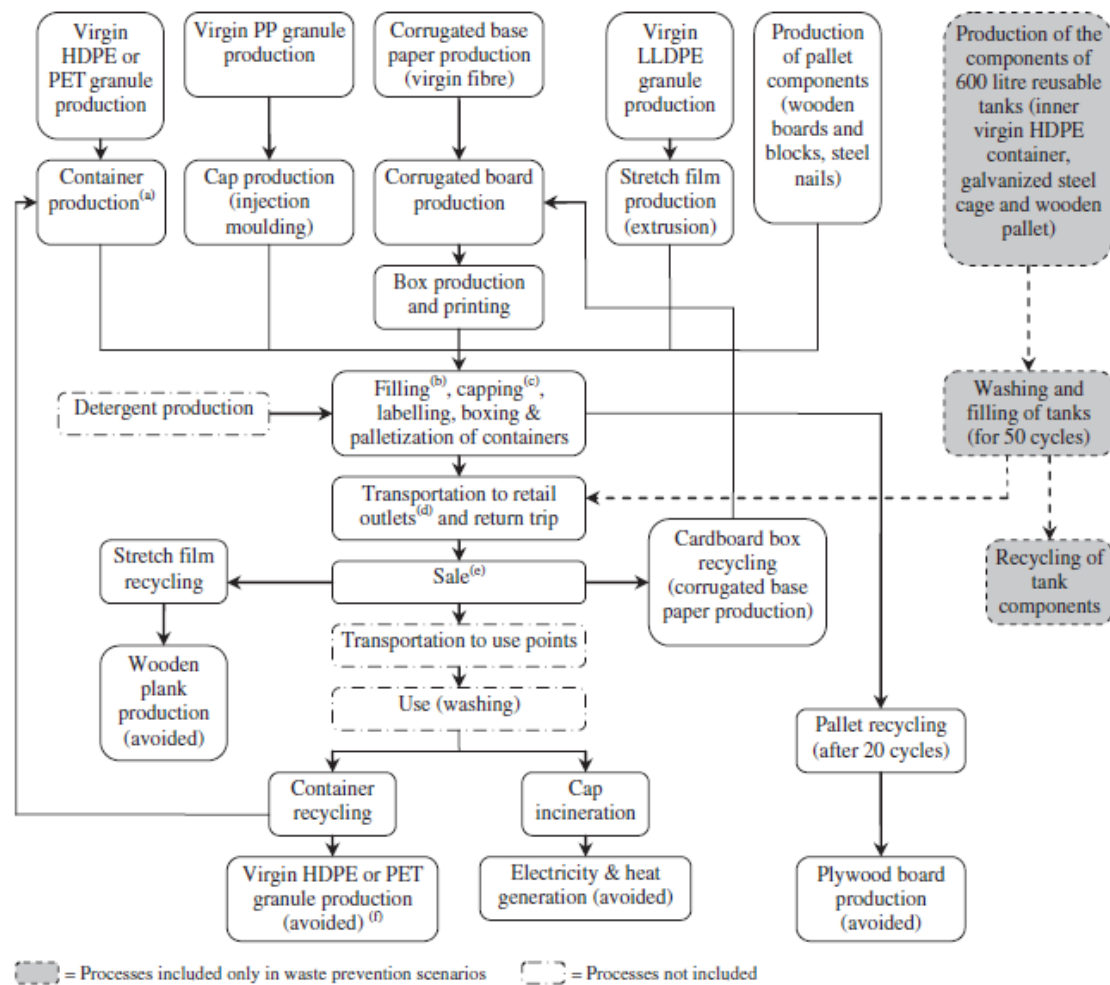 Virgin
HDPE or
PET granule
production
Virgin PP granule
production
Corrugated base
paper production
(virgin fibre)
Virgin
LLDPE
granule
production
Production
of pallet
components
(wooden
boards and
blocks, steel
nails)
Production of the
components of
600 litre reusable
tanks (inner
virgin HDPE
container,
galvanized steel
cage and wooden
pallet)
Container
production(a)
Cap production
(injection
moulding)
Corrugated board
production
Stretch film
production
(extrusion)
Box production
and printing
Detergent production
Filling(b), capping(c),
labelling, boxing &
palletization of containers
Washing and
filling of tanks
(for 50 cycles)
Transportation to retail
outlets(d) and return trip
Cardboard box
recycling
(corrugated base
paper production)
Recycling of
tank
components
Stretch film
recycling
Sale(e)
Transportation to use points
Wooden
plank
production
(avoided)
Use (washing)
Pallet recycling
(after 20 cycles)
Container
recycling
Cap
incineration
Virgin HDPE or PET
granule production
(avoided) (f)
Electricity & heat
generation (avoided)
Plywood board
production
(avoided)
= Processes included only in waste prevention scenarios
= Processes not included